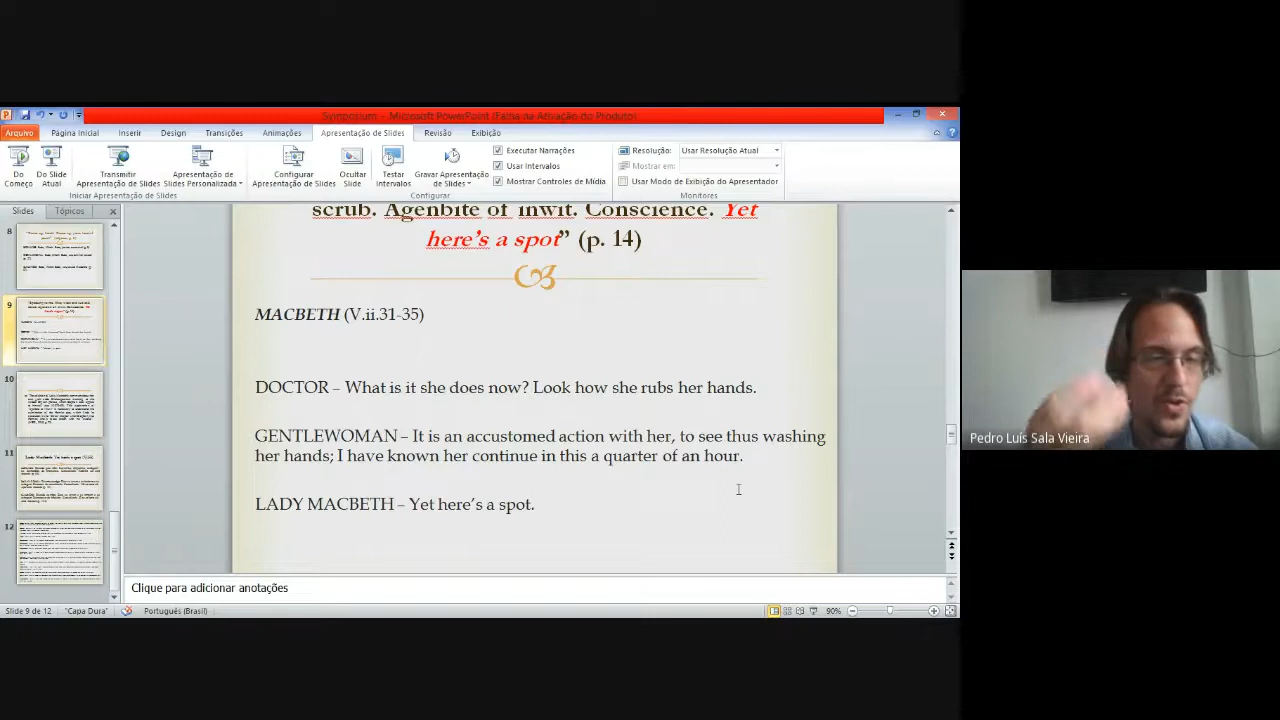 Symposium - Microsoft PowerPoint (Falha na Ativação do Produto)
Arquivo Página Inicial Inserir Design Transições Animações Apresentação de Slides Revisão Exibição
Do Começo
Do Slide Atual
Transmitir Apresentação de Slides
Apresentação de Slides Personalizada
Iniciar Apresentação de Slides
Configurar Apresentação de Slides
Ocultar Slide
Testar Intervalos
Gravar Apresentação de Slides
Executar Narrações
Usar Intervalos
Mostrar Controles de Mídia
Configurar
Resolução: Usar Resolução Atual
Mostrar em:
Usar Modo de Exibição do Apresentador
Monitores
Slides Tópicos
8
9
10
11
12
scrub. Agenbite of inwit. Conscience. Yet
here's a spot” (p. 14)
MACBETH (V.ii.31-35)
DOCTOR – What is it she does now? Look how she rubs her hands.
GENTLEWOMAN – It is an accustomed action with her, to see thus washing
her hands; I have known her continue in this a quarter of an hour.
LADY MACBETH – Yet here’s a spot.
Clique para adicionar anotações
Slide 9 de 12 "Capa Dura" Português (Brasil) 90%
Pedro Luís Sala Vieira